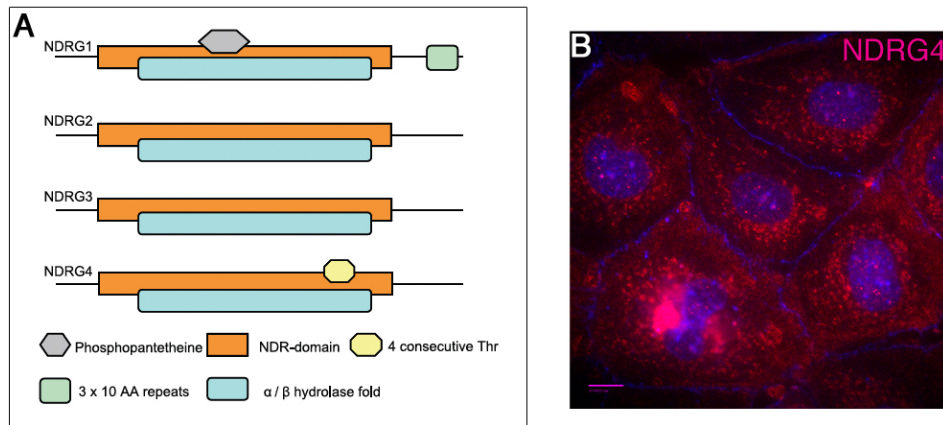 A
NDRG1
NDRG2
NDRG3
NDRG4
Phosphopantetheine
NDR-domain
4 consecutive Thr
3 x 10 AA repeats
α / β hydrolase fold
B
NDRG4